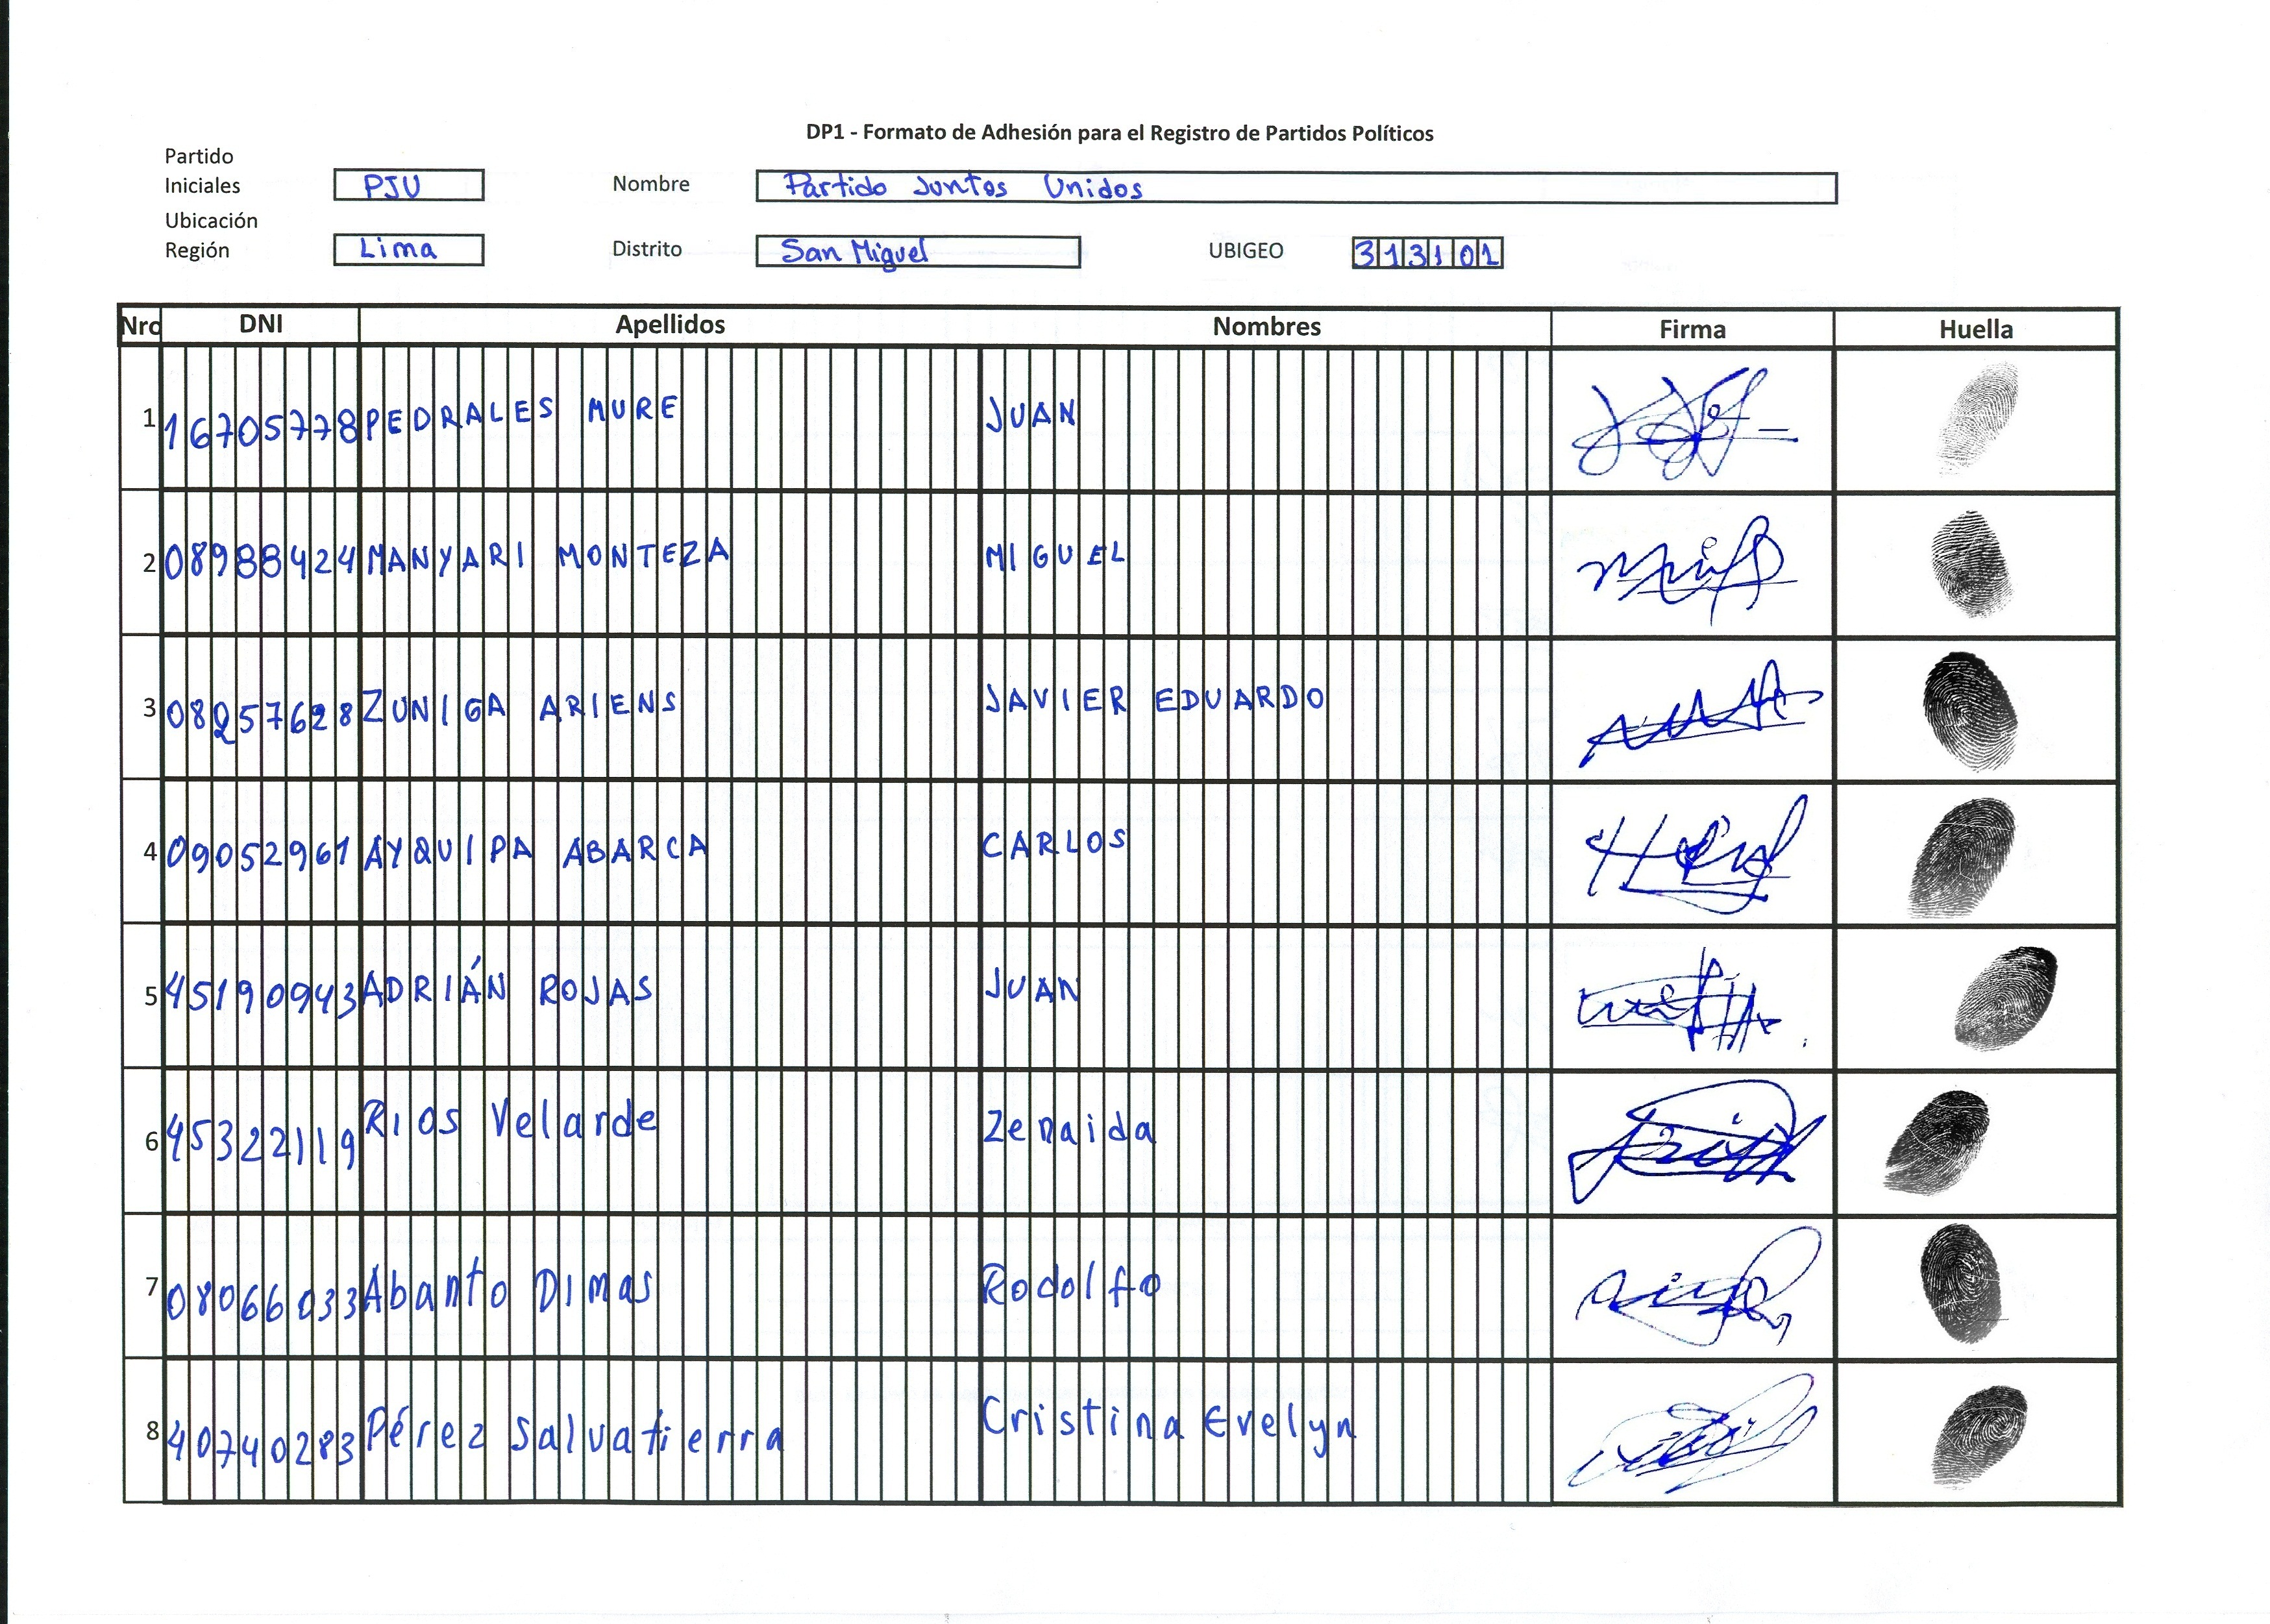 DP1 - Formato de Adhesión para el Registro de Partidos Políticos
Partido
Iniciales PJU Nombre Partido Juntos Unidos
Ubicación
Región Lima Distrito San Miguel UBIGEO 313101
Nro DNI Apellidos Nombres Firma Huella
1 16705778 PEDRALES MURE JUAN
2 08988424 MANYARI MONTEZA MIGUEL
3 08257628 ZUNIGA ARIENS JAVIER EDUARDO
4 09052961 AYQUIPA ABARCA CARLOS
5 45190943 ADRIÁN ROJAS JUAN
6 45322119 RIOS Velarde Zenaida
7 08066033 Abanto DImas Rodolfo
8 40740283 Pérez Salvatierra Cristina Evelyn